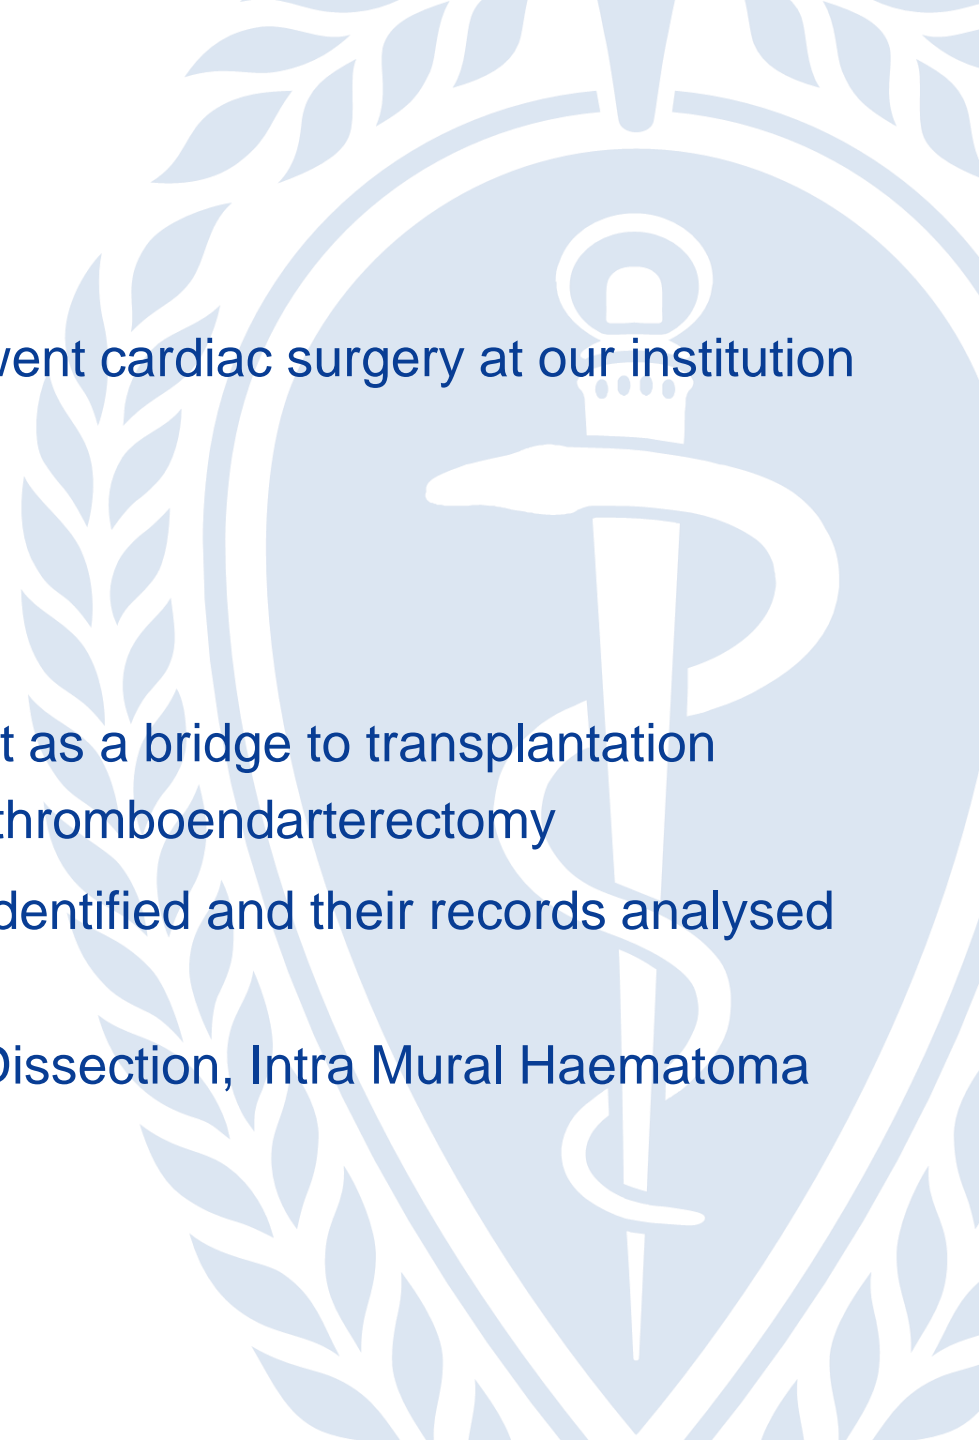 went cardiac surgery at our institution
t as a bridge to transplantation
thromboendarterectomy
dentified and their records analysed
Dissection, Intra Mural Haematoma